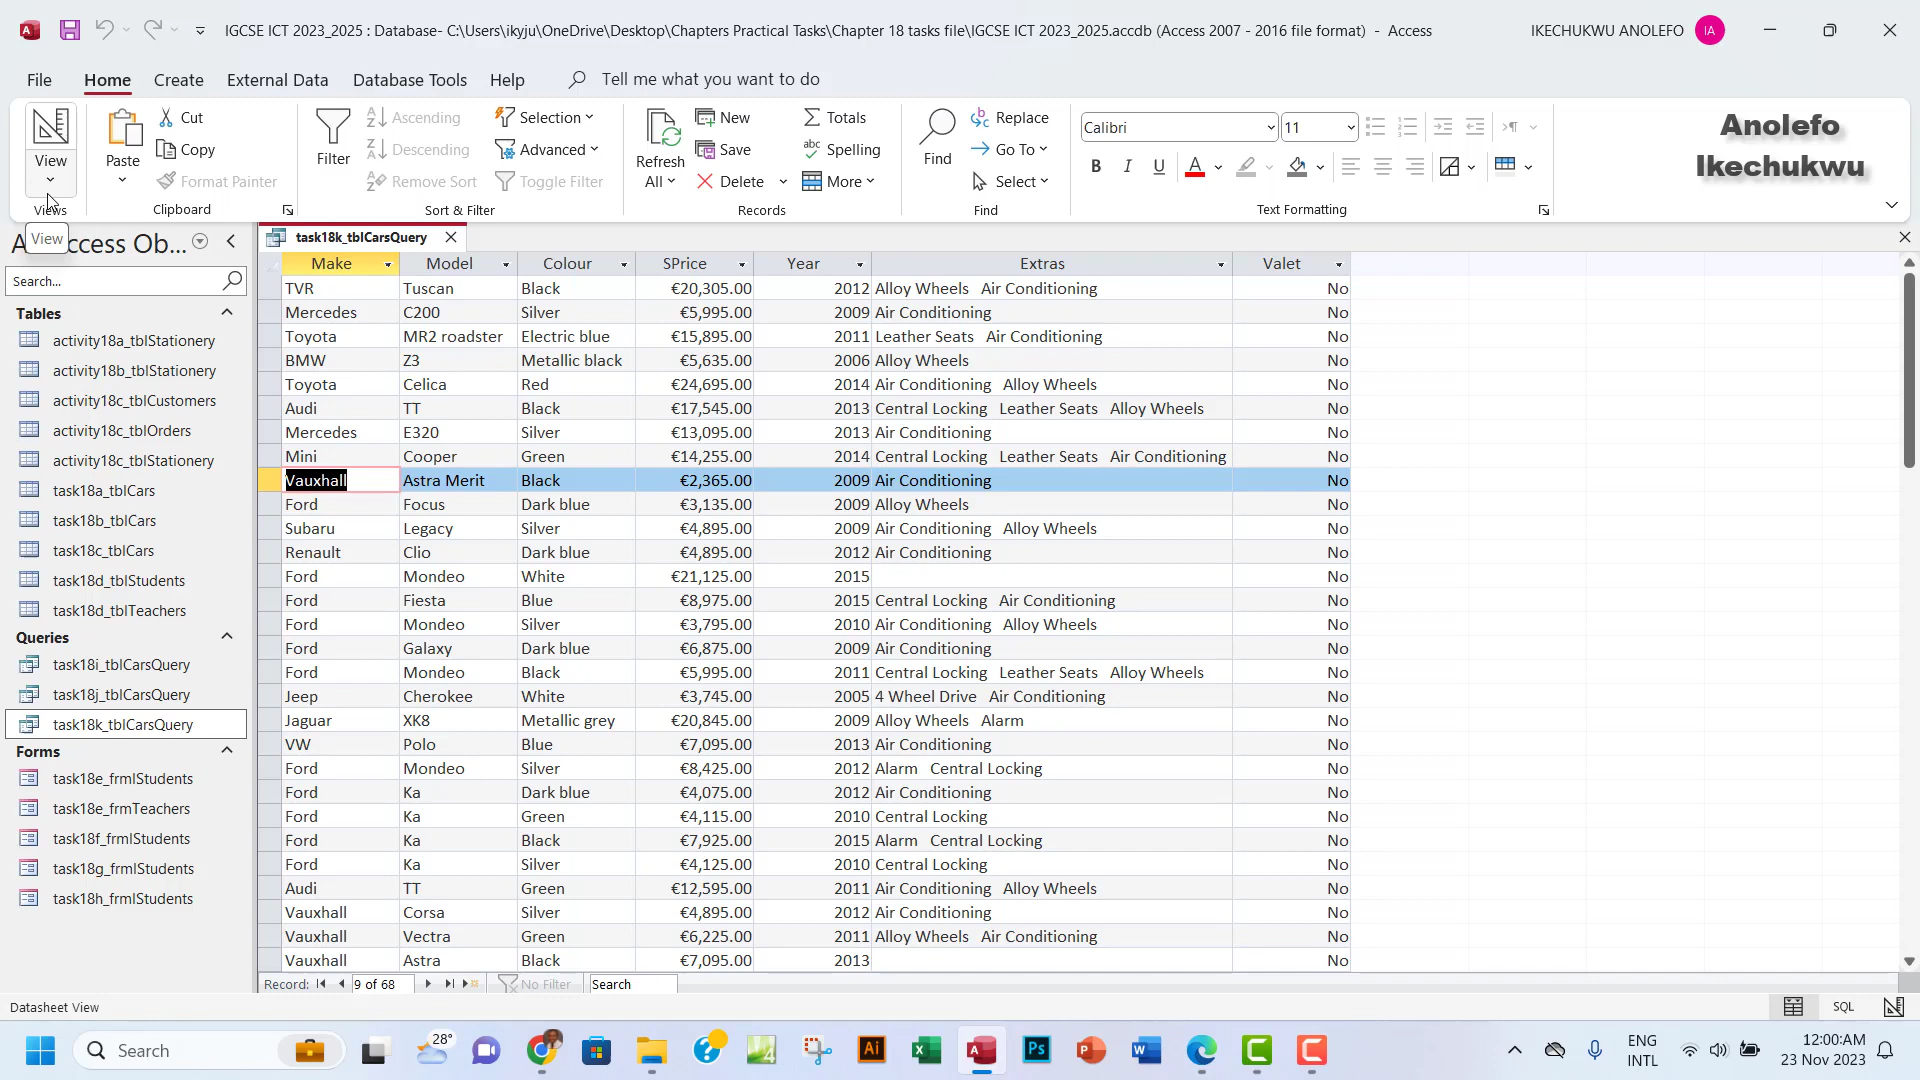 IGCSE ICT 2023_2025 : Database- C:\Users\ikyju\OneDrive\Desktop\Chapters Practical Tasks\Chapter 18 tasks file\IGCSE ICT 2023_2025.accdb (Access 2007 - 2016 file format) - Access
IKECHUKWU ANOLEFO IA
File Home Create External Data Database Tools Help Tell me what you want to do
View
Views
View
Paste
Cut
Copy
Format Painter
Clipboard
Filter
Ascending
Descending
Remove Sort
Selection
Advanced
Toggle Filter
Sort & Filter
Refresh
All
New
Save
Delete
Totals
Spelling
More
Records
Find
Replace
Go To
Select
Find
Calibri 11
B I U A
Text Formatting
Anolefo
Ikechukwu
ccess Ob...
Search...
Tables
activity18a_tblStationery
activity18b_tblStationery
activity18c_tblCustomers
activity18c_tblOrders
activity18c_tblStationery
task18a_tblCars
task18b_tblCars
task18c_tblCars
task18d_tblStudents
task18d_tblTeachers
Queries
task18i_tblCarsQuery
task18j_tblCarsQuery
task18k_tblCarsQuery
Forms
task18e_frmlStudents
task18e_frmTeachers
task18f_frmlStudents
task18g_frmlStudents
task18h_frmlStudents
task18k_tblCarsQuery
Make Model Colour SPrice Year Extras Valet
TVR Tuscan Black €20,305.00 2012 Alloy Wheels Air Conditioning No
Mercedes C200 Silver €5,995.00 2009 Air Conditioning No
Toyota MR2 roadster Electric blue €15,895.00 2011 Leather Seats Air Conditioning No
BMW Z3 Metallic black €5,635.00 2006 Alloy Wheels No
Toyota Celica Red €24,695.00 2014 Air Conditioning Alloy Wheels No
Audi TT Black €17,545.00 2013 Central Locking Leather Seats Alloy Wheels No
Mercedes E320 Silver €13,095.00 2013 Air Conditioning No
Mini Cooper Green €14,255.00 2014 Central Locking Leather Seats Air Conditioning No
Vauxhall Astra Merit Black €2,365.00 2009 Air Conditioning No
Ford Focus Dark blue €3,135.00 2009 Alloy Wheels No
Subaru Legacy Silver €4,895.00 2009 Air Conditioning Alloy Wheels No
Renault Clio Dark blue €4,895.00 2012 Air Conditioning No
Ford Mondeo White €21,125.00 2015 No
Ford Fiesta Blue €8,975.00 2015 Central Locking Air Conditioning No
Ford Mondeo Silver €3,795.00 2010 Air Conditioning Alloy Wheels No
Ford Galaxy Dark blue €6,875.00 2009 Air Conditioning No
Ford Mondeo Black €5,995.00 2011 Central Locking Leather Seats Alloy Wheels No
Jeep Cherokee White €3,745.00 2005 4 Wheel Drive Air Conditioning No
Jaguar XK8 Metallic grey €20,845.00 2009 Alloy Wheels Alarm No
VW Polo Blue €7,095.00 2013 Air Conditioning No
Ford Mondeo Silver €8,425.00 2012 Alarm Central Locking No
Ford Ka Dark blue €4,075.00 2012 Air Conditioning No
Ford Ka Green €4,115.00 2010 Central Locking No
Ford Ka Black €7,925.00 2015 Alarm Central Locking No
Ford Ka Silver €4,125.00 2010 Central Locking No
Audi TT Green €12,595.00 2011 Air Conditioning Alloy Wheels No
Vauxhall Corsa Silver €4,895.00 2012 Air Conditioning No
Vauxhall Vectra Green €6,225.00 2011 Alloy Wheels Air Conditioning No
Vauxhall Astra Black €7,095.00 2013 No
Record: 9 of 68 No Filter Search
Datasheet View
SQL
Search
28°
Ai
Ps
ENG
INTL
12:00:00AM
23 Nov 2023